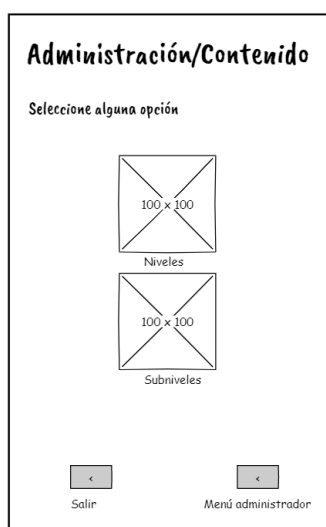 Administración/Contenido
Seleccione alguna opción
100 x 100
Niveles
100 x 100
Subniveles
< <
Salir Menú administrador